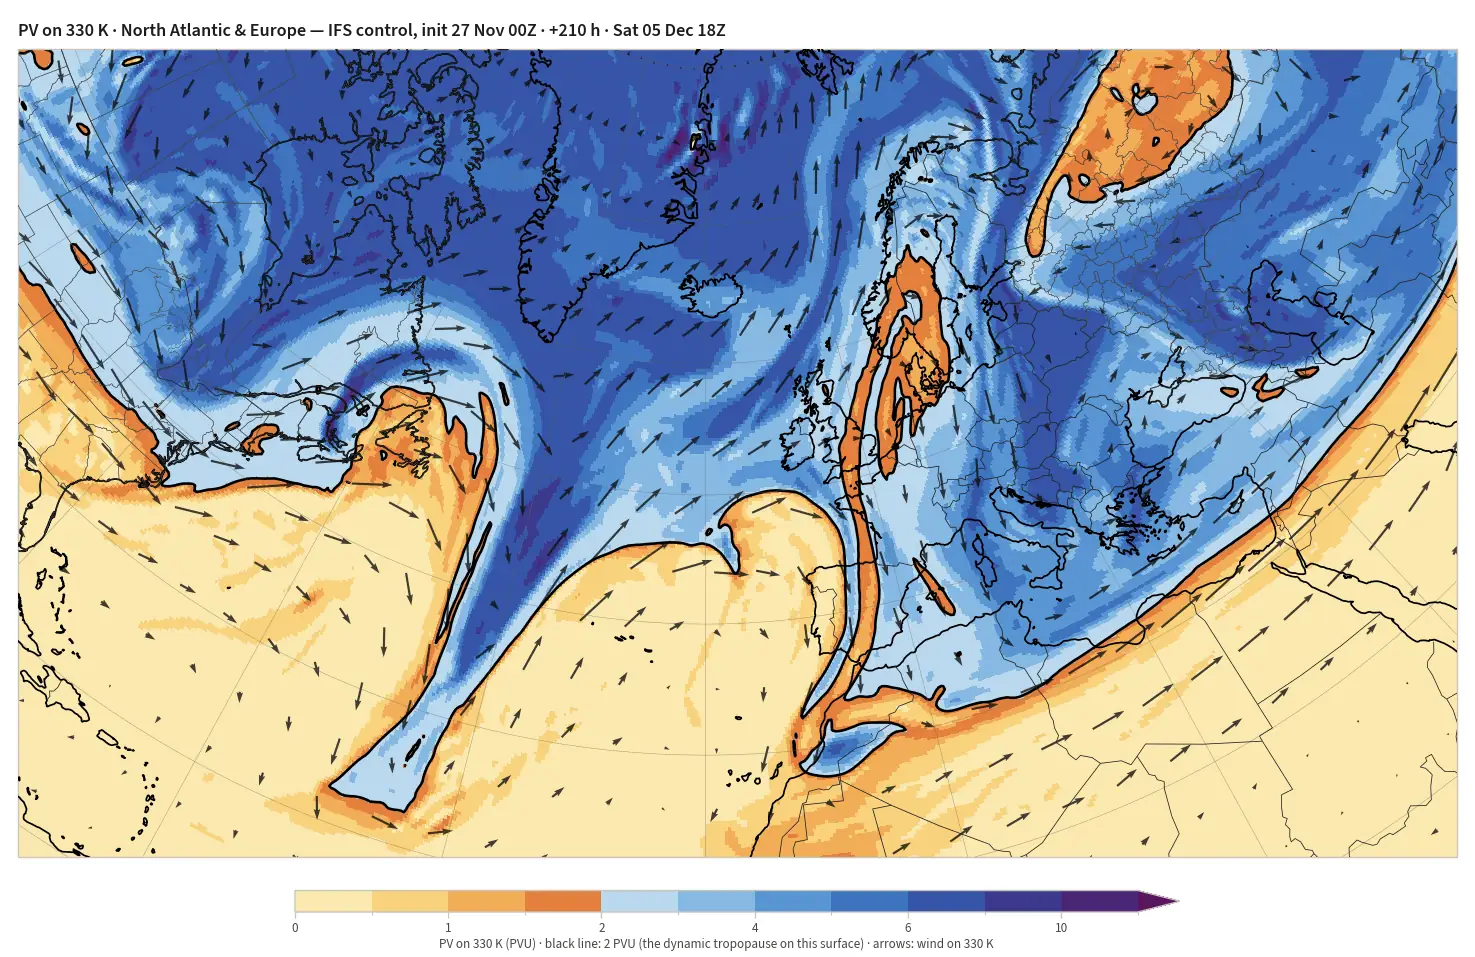 PV on 330 K · North Atlantic & Europe — IFS control, init 27 Nov 00Z · +210 h · Sat 05 Dec 18Z
0 1 2 4 6 10
PV on 330 K (PVU) · black line: 2 PVU (the dynamic tropopause on this surface) · arrows: wind on 330 K